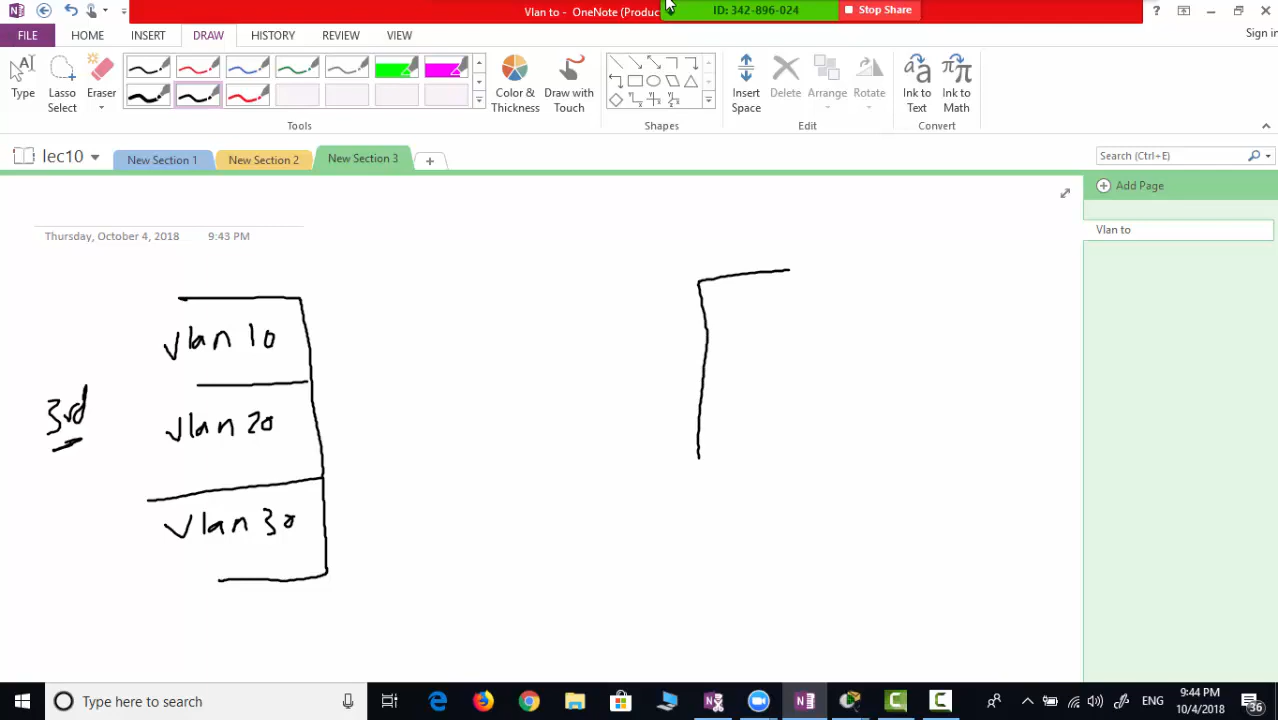 Vlan to - OneNote (Produc
ID: 342-896-024
Stop Share
?
FILE
HOME
INSERT
DRAW
HISTORY
REVIEW
VIEW
Sign in
Type
Lasso Select
Eraser
Color & Thickness
Draw with Touch
Insert Space
Delete
Arrange
Rotate
Ink to Text
Ink to Math
Tools
Shapes
Edit
Convert
lec10
New Section 1
New Section 2
New Section 3
Search (Ctrl+E)
Add Page
Vlan to
Thursday, October 4, 2018
9:43 PM
vlan 10
3rd
vlan 20
vlan 30
Type here to search
ENG
9:44 PM
10/4/2018
36